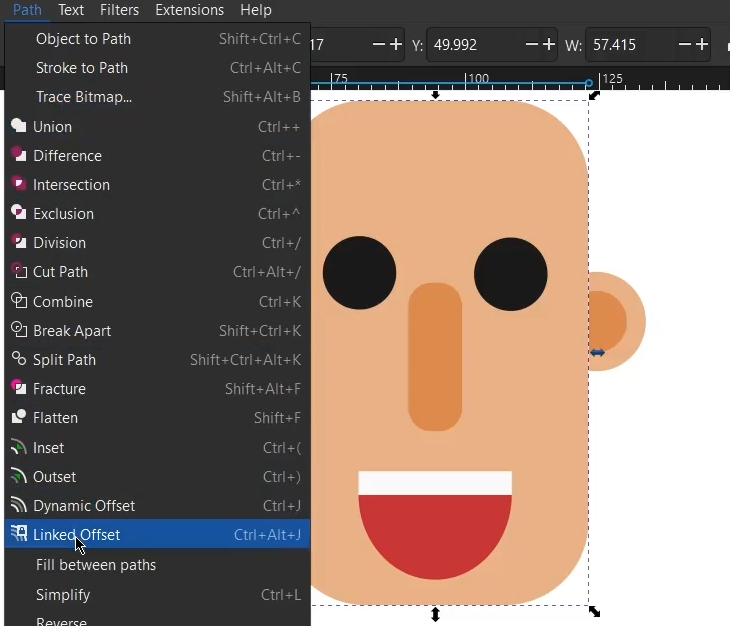 Path Text Filters Extensions Help
Object to Path Shift+Ctrl+C
17 Y: 49.992 W: 57.415
Stroke to Path Ctrl+Alt+C
75 100 125
Trace Bitmap... Shift+Alt+B
Union Ctrl++
Difference Ctrl+-
Intersection Ctrl+*
Exclusion Ctrl+^
Division Ctrl+/
Cut Path Ctrl+Alt+/
Combine Ctrl+K
Break Apart Shift+Ctrl+K
Split Path Shift+Ctrl+Alt+K
Fracture Shift+Alt+F
Flatten Shift+F
Inset Ctrl+(
Outset Ctrl+)
Dynamic Offset Ctrl+J
Linked Offset Ctrl+Alt+J
Fill between paths
Simplify Ctrl+L
Reverse